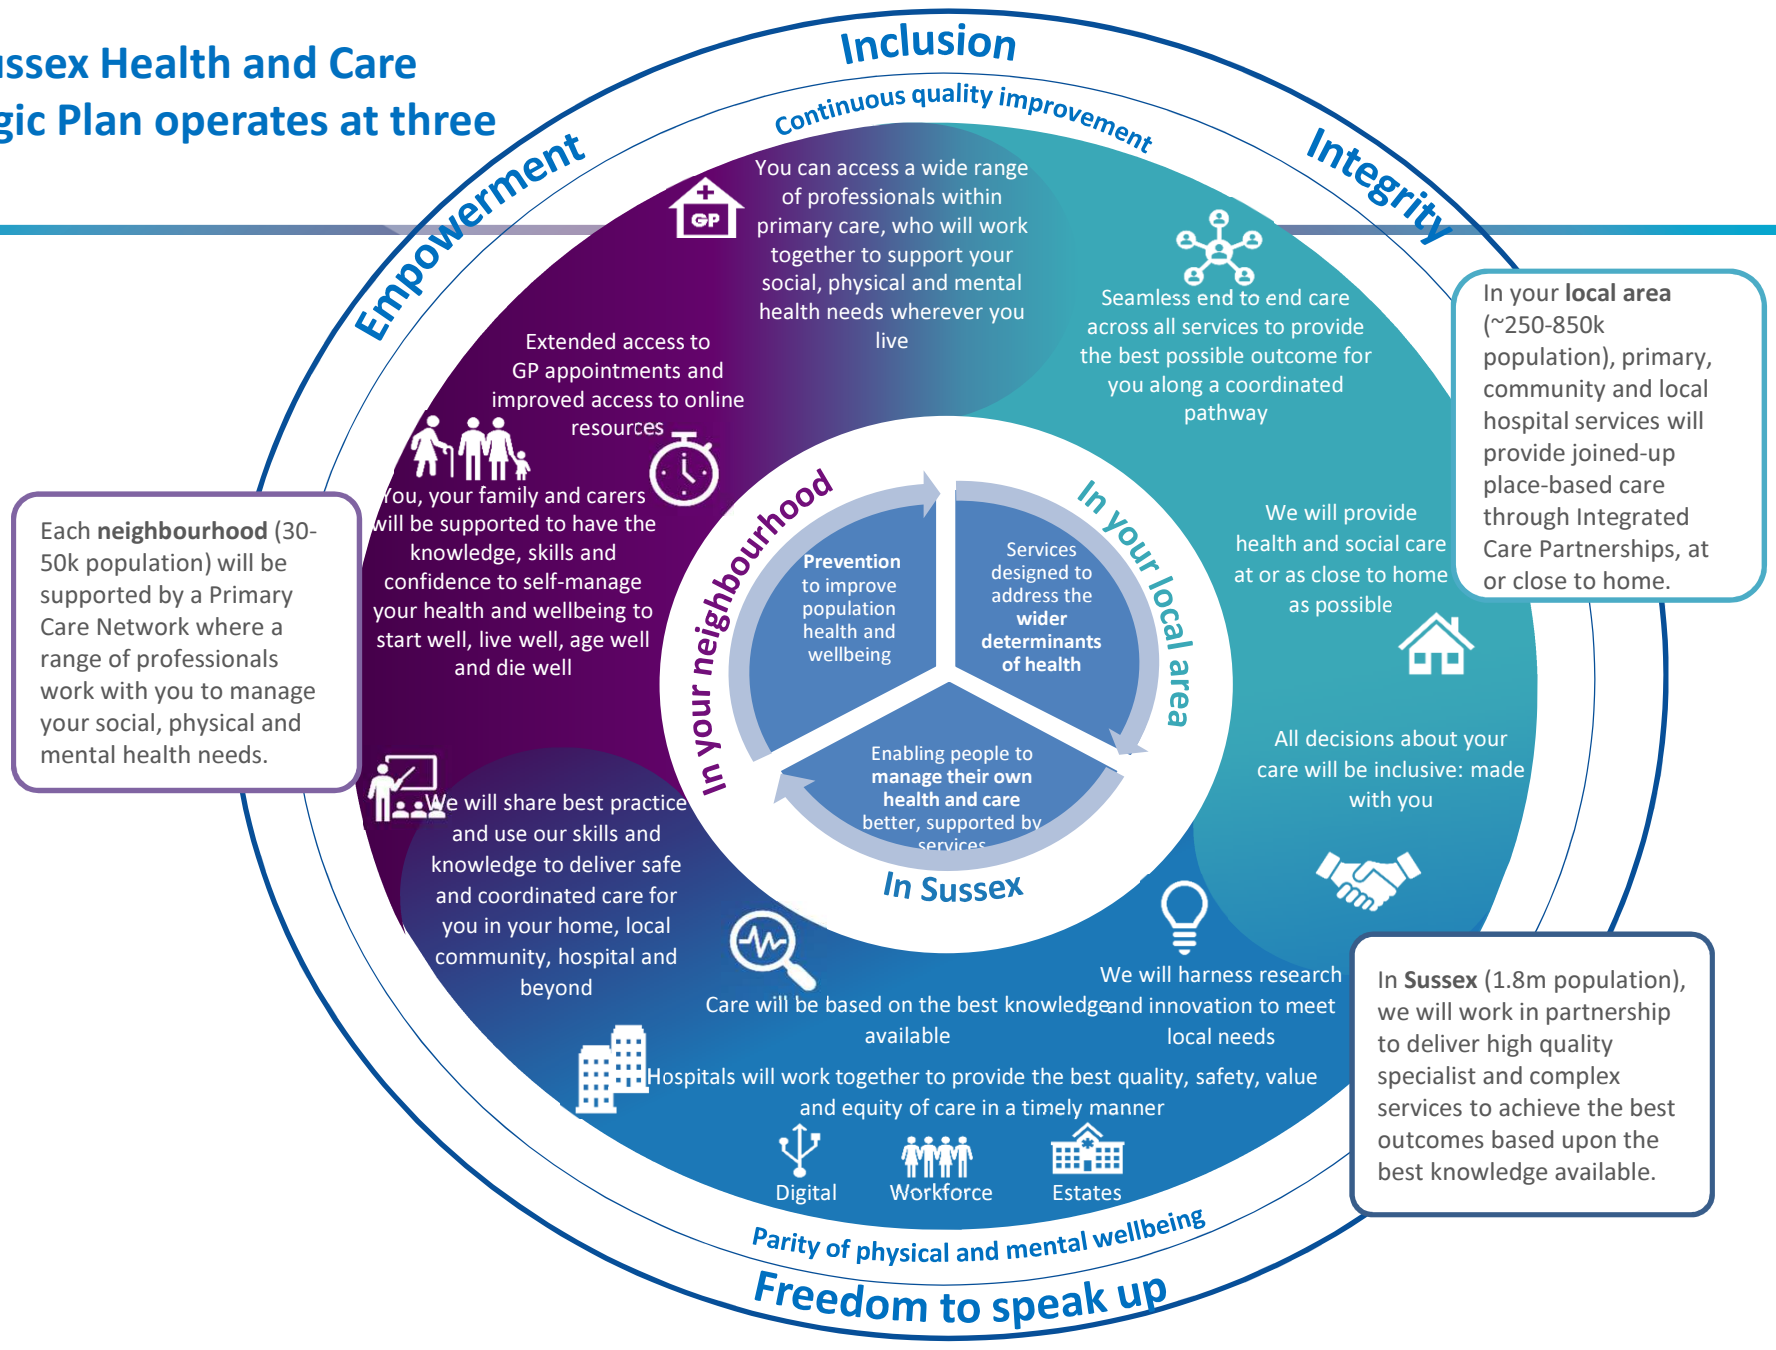 ussex Health and Care
gic Plan operates at three
Inclusion
Continuous quality improvement
Empowerment
Integrity
GP
You can access a wide range
of professionals within
primary care, who will work
together to support your
social, physical and mental
health needs wherever you
live
Seamless end to end care
across all services to provide
the best possible outcome for
you along a coordinated
pathway
In your local area
(~250-850k
population), primary,
community and local
hospital services will
provide joined-up
place-based care
through Integrated
Care Partnerships, at
or close to home.
Extended access to
GP appointments and
improved access to online
resources
You, your family and carers
will be supported to have the
knowledge, skills and
confidence to self-manage
your health and wellbeing to
start well, live well, age well
and die well
Each neighbourhood (30-
50k population) will be
supported by a Primary
Care Network where a
range of professionals
work with you to manage
your social, physical and
mental health needs.
In your neighbourhood
In your local area
In Sussex
Prevention
to improve
population
health and
wellbeing
Services
designed to
address the
wider
determinants
of health
Enabling people to
manage their own
health and care
better, supported by
services
We will provide
health and social care
at or as close to home
as possible
All decisions about your
care will be inclusive: made
with you
We will share best practice
and use our skills and
knowledge to deliver safe
and coordinated care for
you in your home, local
community, hospital and
beyond
Care will be based on the best knowledge
available
We will harness research
and innovation to meet
local needs
In Sussex (1.8m population),
we will work in partnership
to deliver high quality
specialist and complex
services to achieve the best
outcomes based upon the
best knowledge available.
Hospitals will work together to provide the best quality, safety, value
and equity of care in a timely manner
Digital
Workforce
Estates
Parity of physical and mental wellbeing
Freedom to speak up